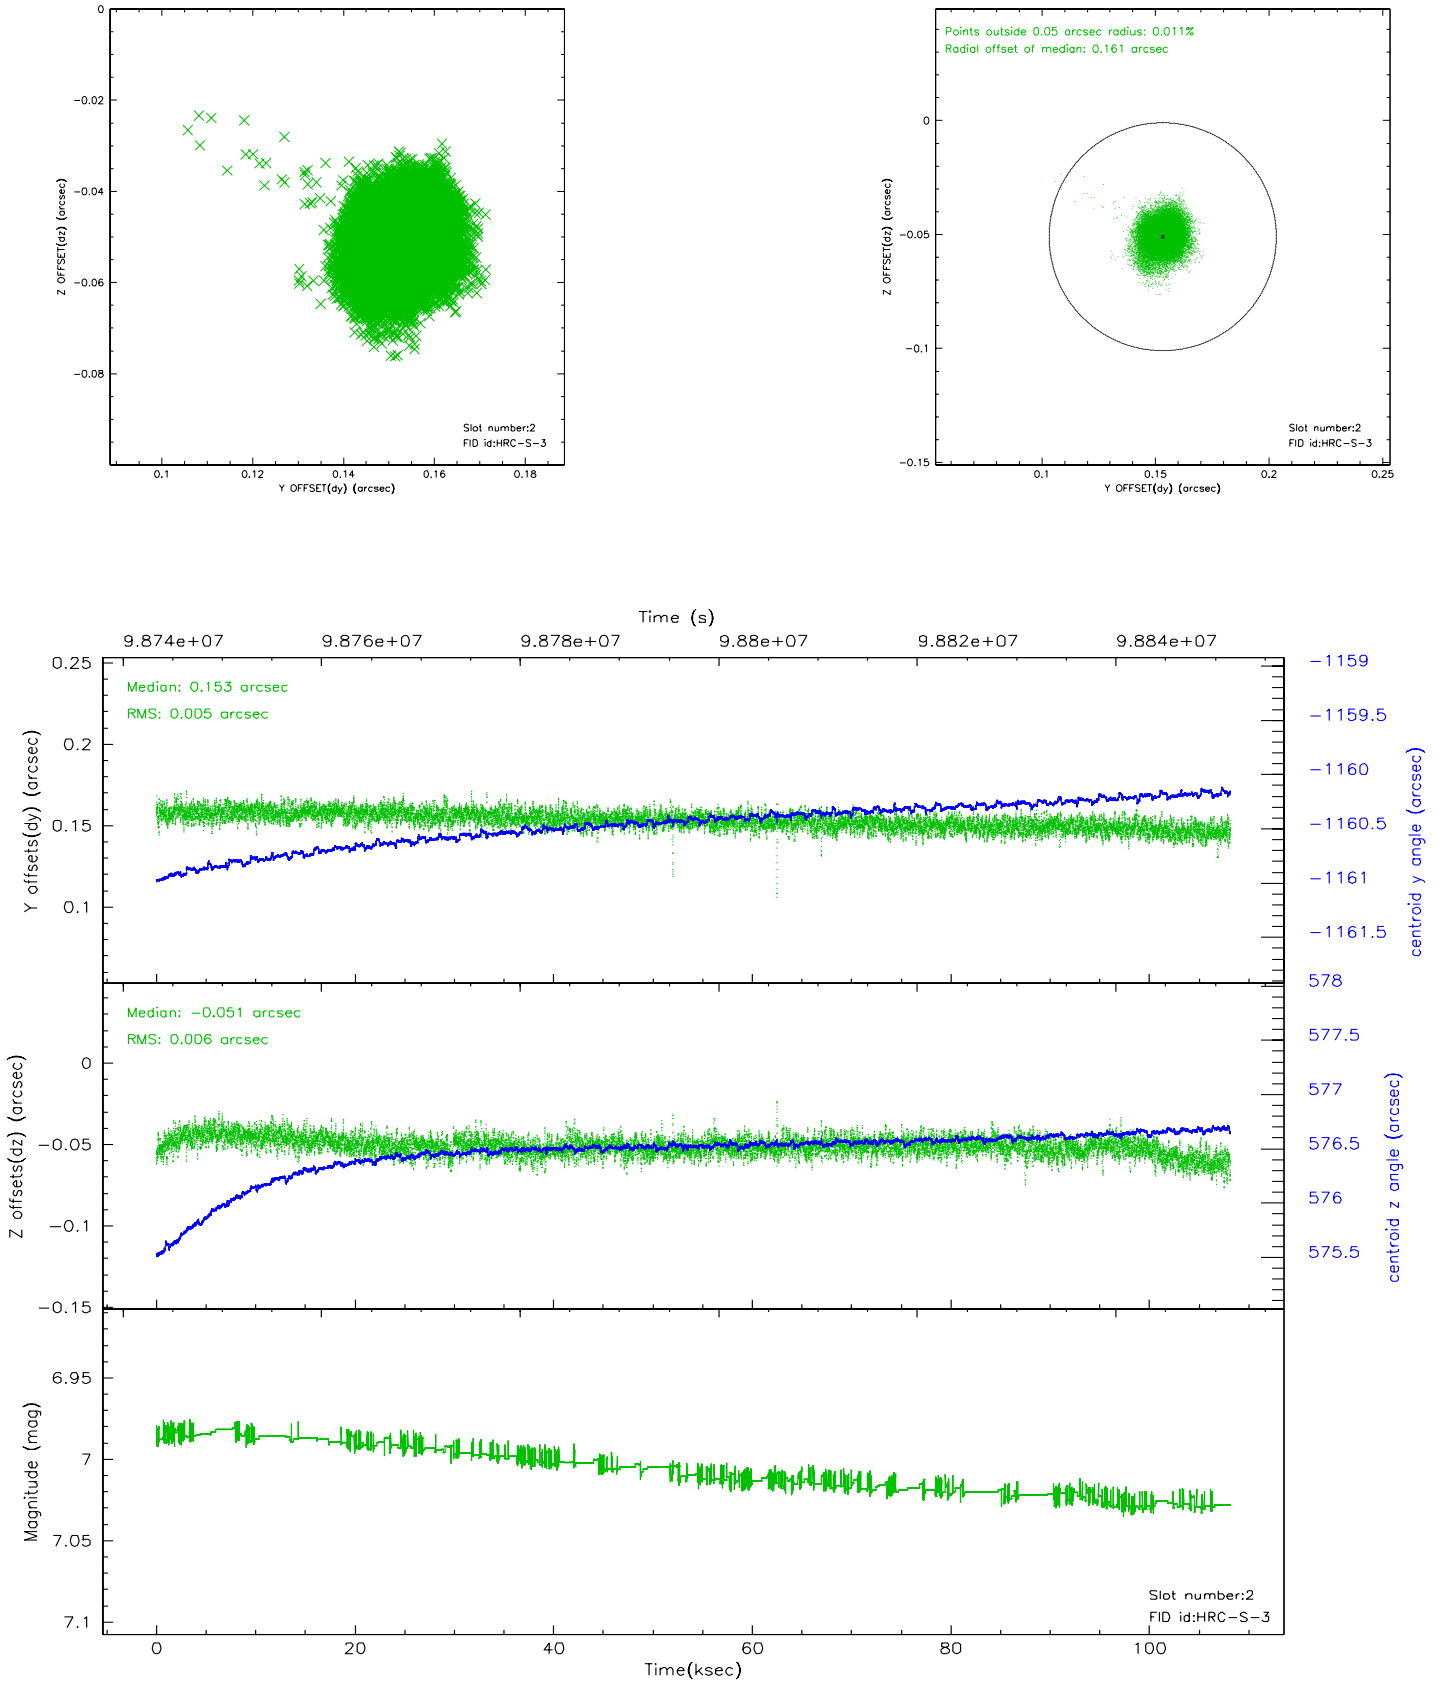 0
−0.02
−0.04
−0.06
−0.08
Z OFFSET(dz) (arcsec)
Slot number:2
FID id:HRC−S−3
0.1 0.12 0.14 0.16 0.18
Y OFFSET(dy) (arcsec)
Points outside 0.05 arcsec radius: 0.011%
Radial offset of median: 0.161 arcsec
0
−0.05
−0.1
−0.15
Z OFFSET(dz) (arcsec)
Slot number:2
FID id:HRC−S−3
0.1 0.15 0.2 0.25
Y OFFSET(dy) (arcsec)
Time (s)
9.874e+07 9.876e+07 9.878e+07 9.88e+07 9.882e+07 9.884e+07
0.25
0.2
0.15
0.1
Y offsets(dy) (arcsec)
Median: 0.153 arcsec
RMS: 0.005 arcsec
−1159
−1159.5
−1160
−1160.5
−1161
−1161.5
centroid y angle (arcsec)
0
−0.05
−0.1
−0.15
Z offsets(dz) (arcsec)
Median: −0.051 arcsec
RMS: 0.006 arcsec
578
577.5
577
576.5
576
575.5
centroid z angle (arcsec)
6.95
7
7.05
7.1
Magnitude (mag)
Slot number:2
FID id:HRC−S−3
0 20 40 60 80 100
Time(ksec)